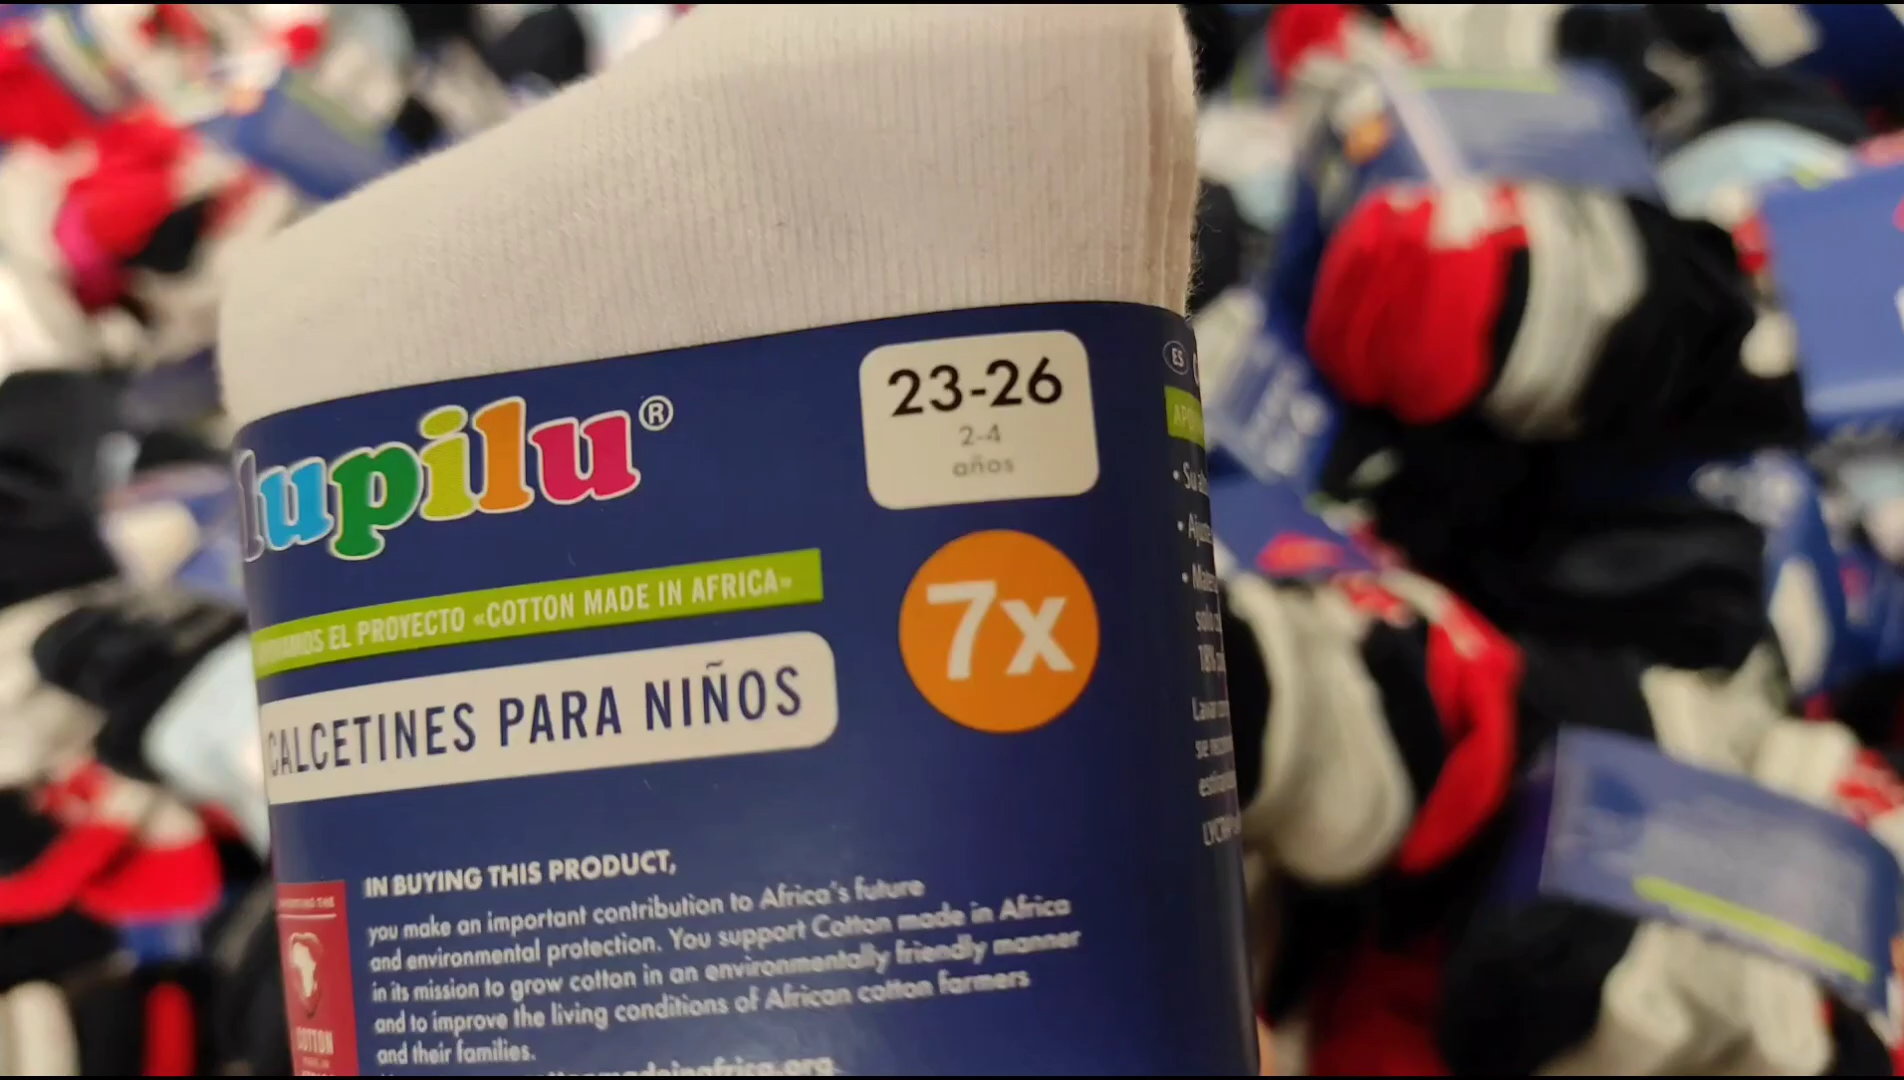 lupilu®
23-26
2-4
años
EL PROYECTO «COTTON MADE IN AFRICA»
7x
CALCETINES PARA NIÑOS
IN BUYING THIS PRODUCT,
you make an important contribution to Africa's future
and environmental protection. You support Cotton made in Africa
in its mission to grow cotton in an environmentally friendly manner
and to improve the living conditions of African cotton farmers
and their families.
COTTON
ES